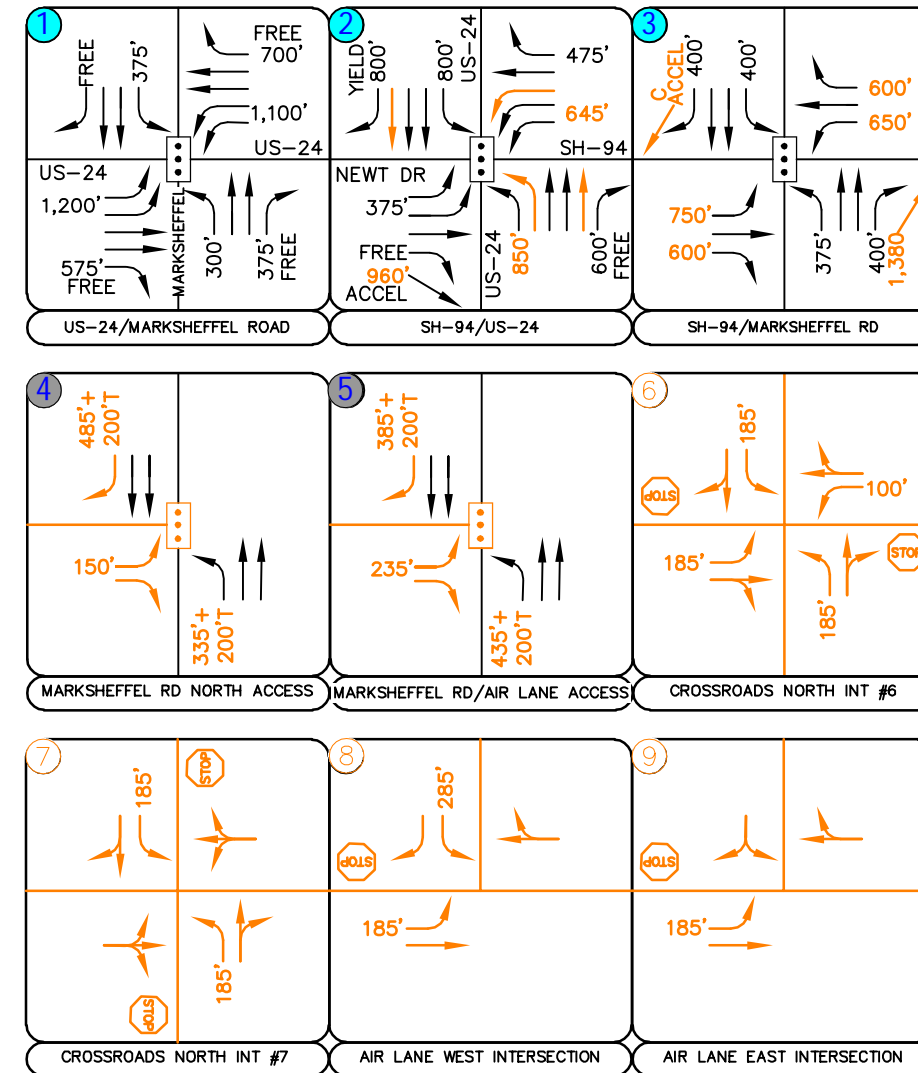 1
FREE
375'
FREE
700'
1,100'
US-24
US-24
1,200'
575'
FREE
MARKSHEFFEL
300'
375'
FREE
US-24/MARKSHEFFEL ROAD
2
YIELD
800'
800'
US-24
475'
645'
SH-94
NEWT DR
375'
FREE
960'
ACCEL
US-24
850'
600'
FREE
SH-94/US-24
3
C
ACCEL
400'
400'
600'
650'
750'
600'
375'
400'
1,380
SH-94/MARKSHEFFEL RD
4
485'+
200'T
150'
335'+
200'T
MARKSHEFFEL RD NORTH ACCESS
5
385'+
200'T
235'
435'+
200'T
MARKSHEFFEL RD/AIR LANE ACCESS
6
185'
STOP
100'
185'
185'
STOP
CROSSROADS NORTH INT #6
7
185'
STOP
185'
STOP
CROSSROADS NORTH INT #7
8
285'
STOP
185'
AIR LANE WEST INTERSECTION
9
STOP
185'
AIR LANE EAST INTERSECTION